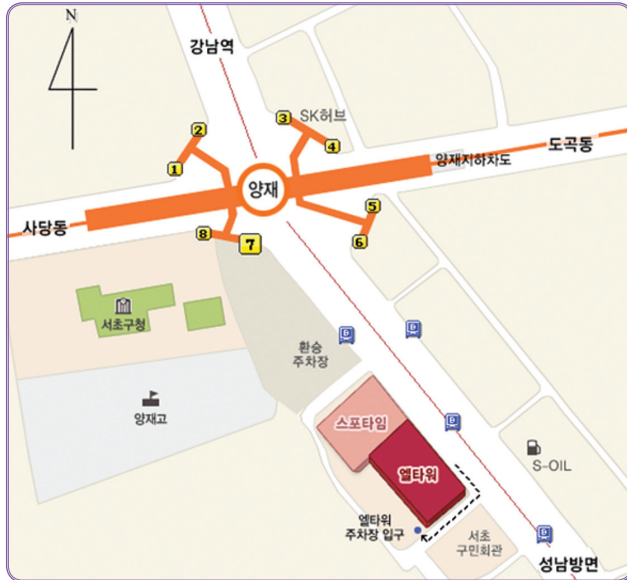 N
강남역
SK허브
2
3
1
4
양재지하차도
도곡동
양재
사당동
5
8
7
6
서초구청
환승
주차장
양재고
스포타임
엘타워
S-OIL
엘타워
주차장 입구
서초
구민회관
성남방면